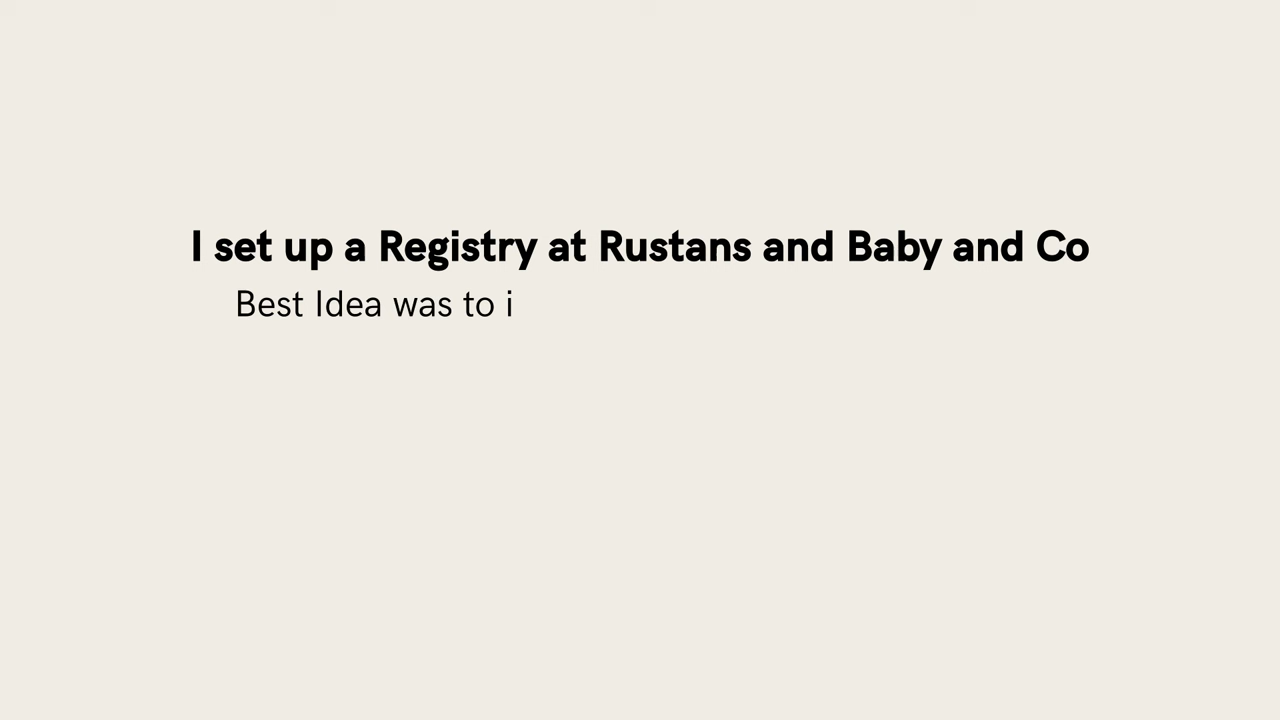 I set up a Registry at Rustans and Baby and Co
Best Idea was to i